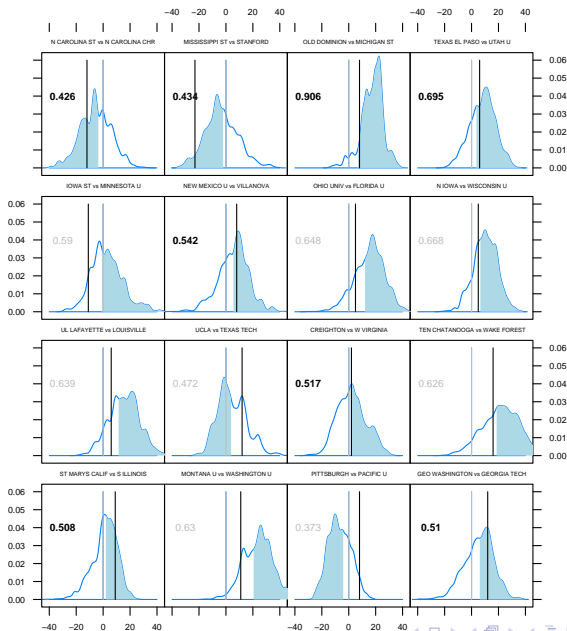 −40 −20 0 20 40 −40 −20 0 20 40
N CAROLINA ST vs N CAROLINA CHR MISSISSIPPI ST vs STANFORD OLD DOMINION vs MICHIGAN ST TEXAS EL PASO vs UTAH U
0.06
0.05
0.426 0.434 0.906 0.695 0.04
0.03
0.02
0.01
0.00
IOWA ST vs MINNESOTA U NEW MEXICO U vs VILLANOVA OHIO UNIV vs FLORIDA U N IOWA vs WISCONSIN U
0.06
0.05
0.04 0.59 0.542 0.648 0.668
0.03
0.02
0.01
0.00
UL LAFAYETTE vs LOUISVILLE UCLA vs TEXAS TECH CREIGHTON vs W VIRGINIA TEN CHATANOOGA vs WAKE FOREST
0.06
0.05
0.639 0.472 0.517 0.626 0.04
0.03
0.02
0.01
0.00
ST MARYS CALIF vs S ILLINOIS MONTANA U vs WASHINGTON U PITTSBURGH vs PACIFIC U GEO WASHINGTON vs GEORGIA TECH
0.06
0.05
0.04 0.508 0.63 0.373 0.51
0.03
0.02
0.01
0.00
−40 −20 0 20 40 −40 −20 0 20 40